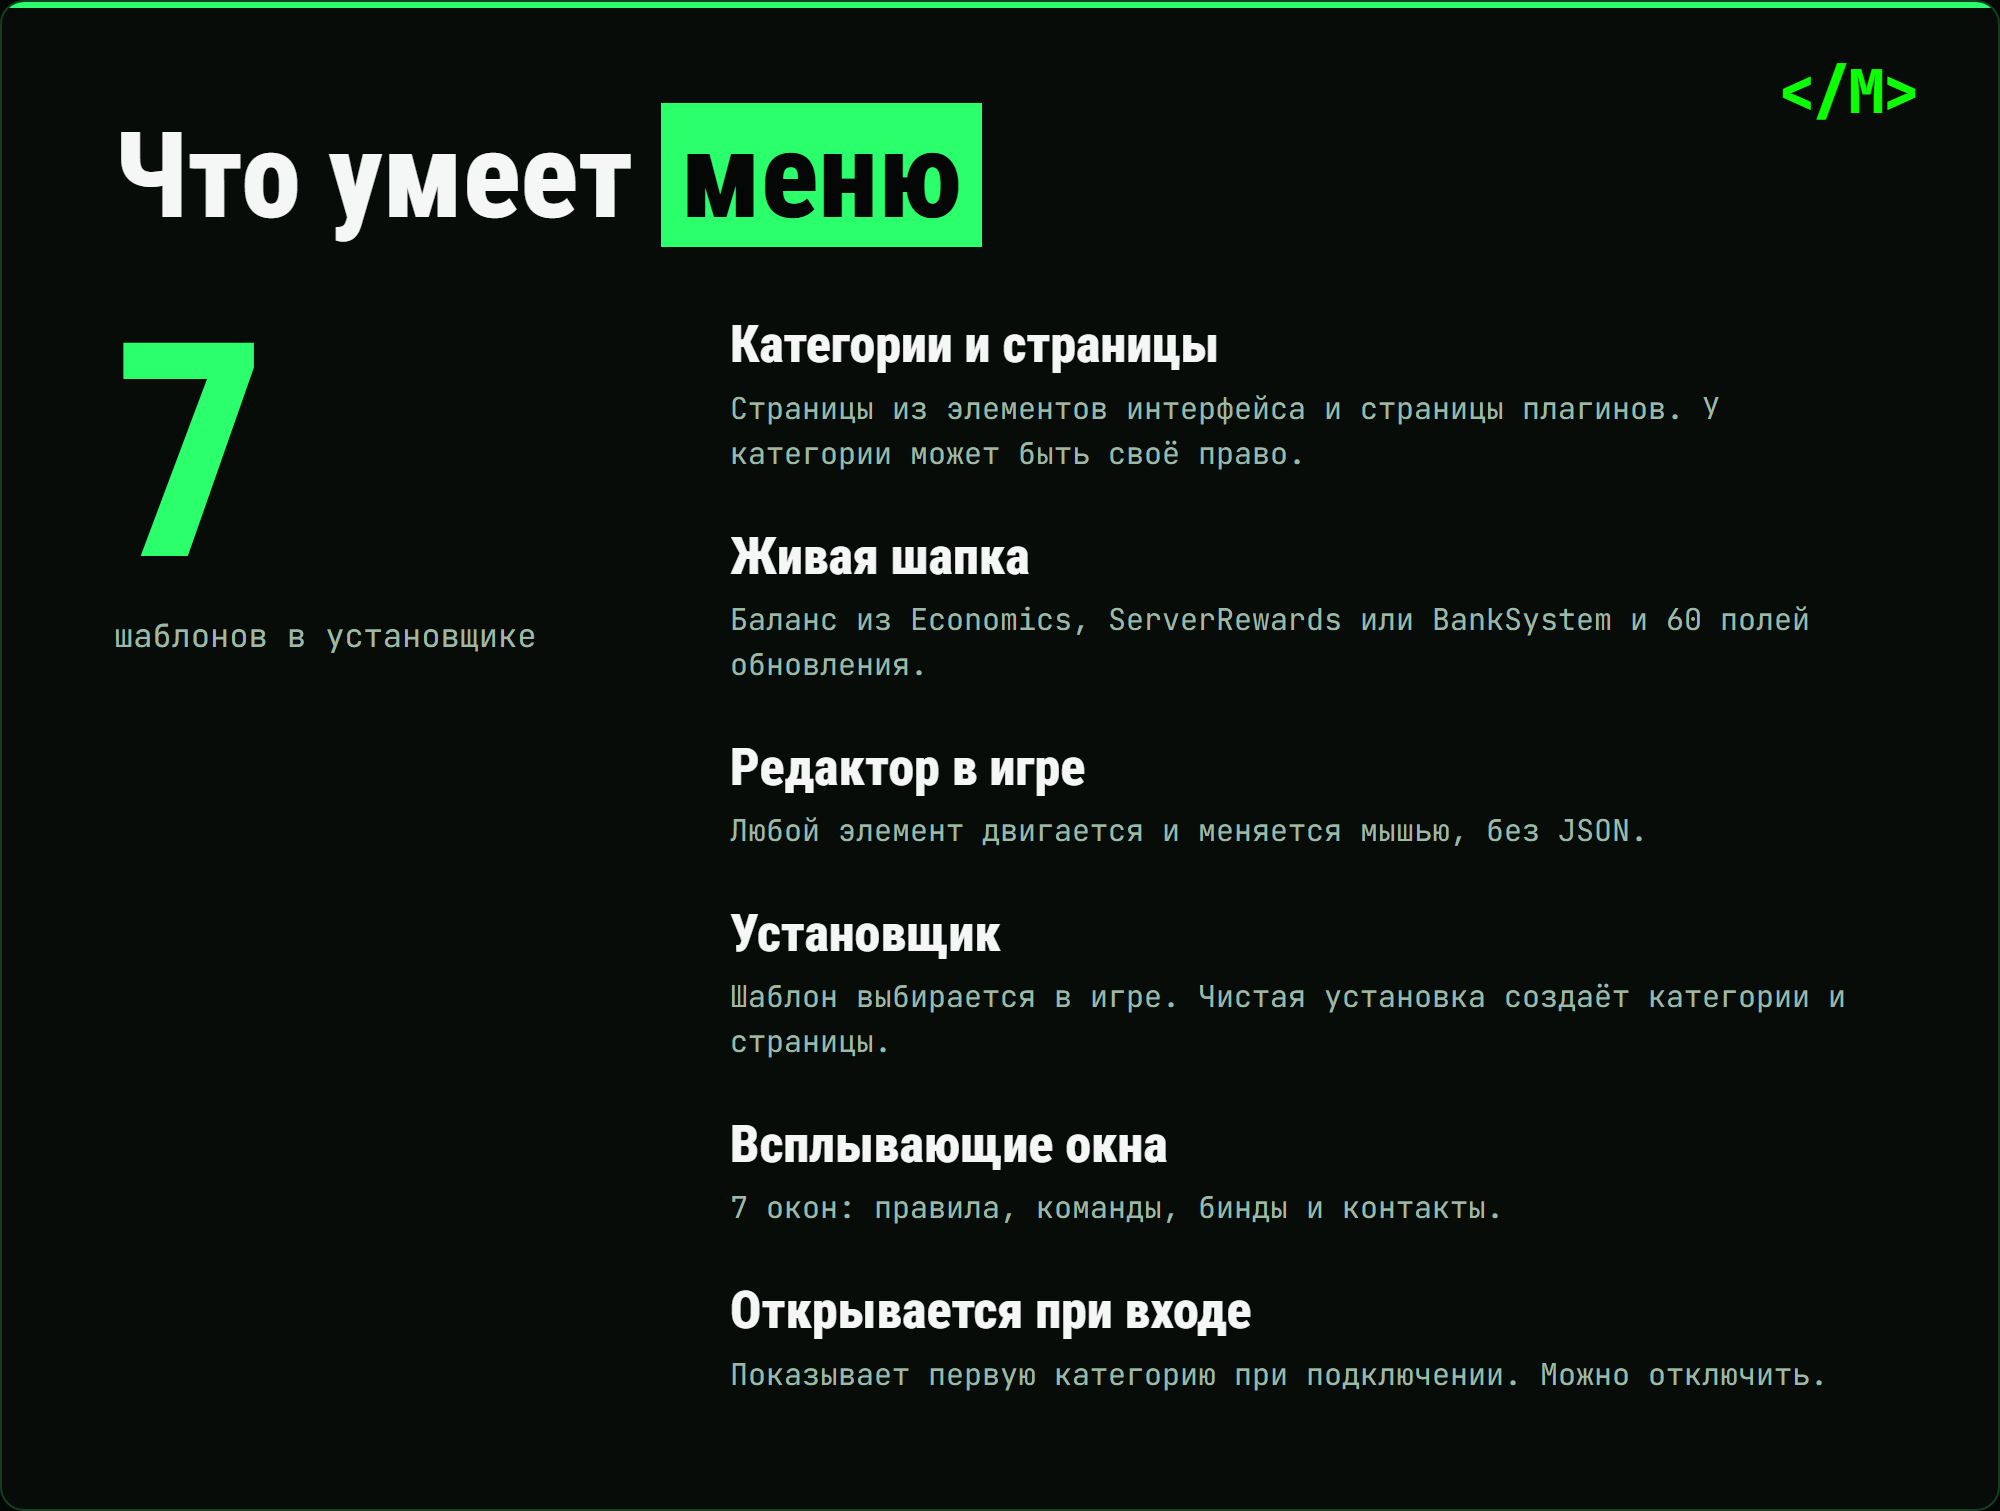 </M>
Что умеет меню
7
шаблонов в установщике
Категории и страницы
Страницы из элементов интерфейса и страницы плагинов. У
категории может быть своё право.
Живая шапка
Баланс из Economics, ServerRewards или BankSystem и 60 полей
обновления.
Редактор в игре
Любой элемент двигается и меняется мышью, без JSON.
Установщик
Шаблон выбирается в игре. Чистая установка создаёт категории и
страницы.
Всплывающие окна
7 окон: правила, команды, бинды и контакты.
Открывается при входе
Показывает первую категорию при подключении. Можно отключить.